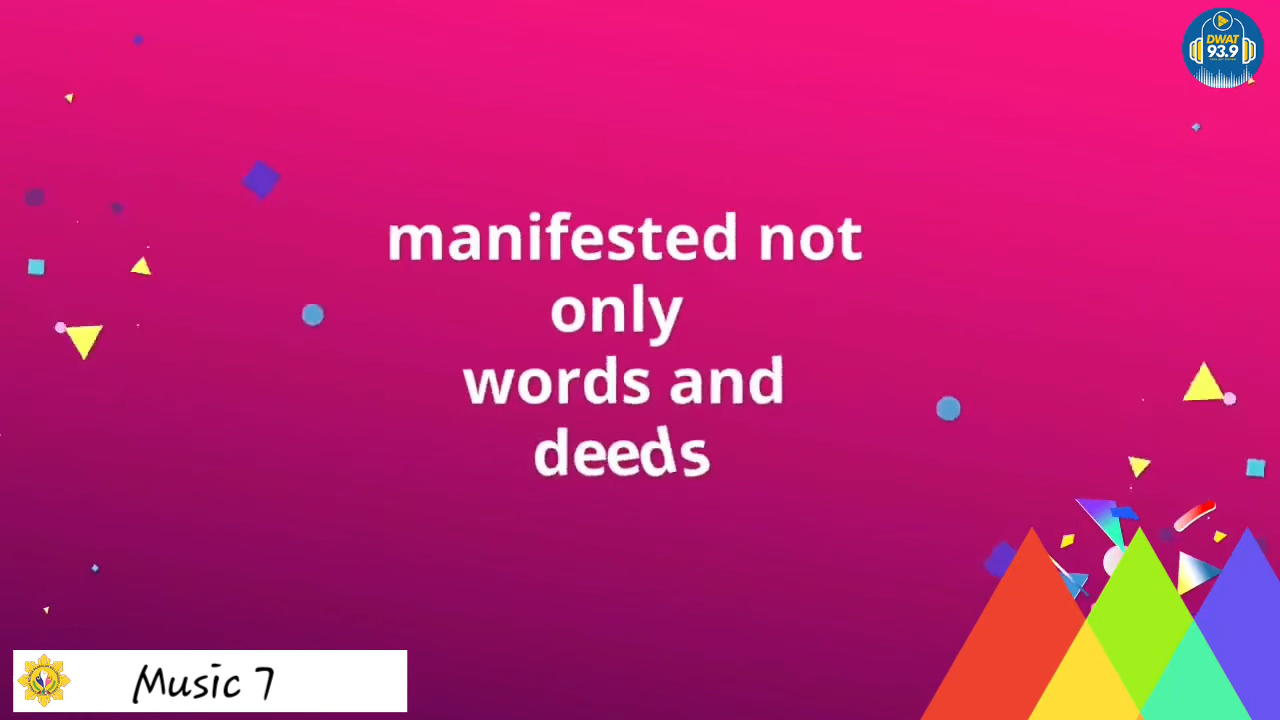 DWAT
93.9
manifested not
only
words and
deeds
Music 7